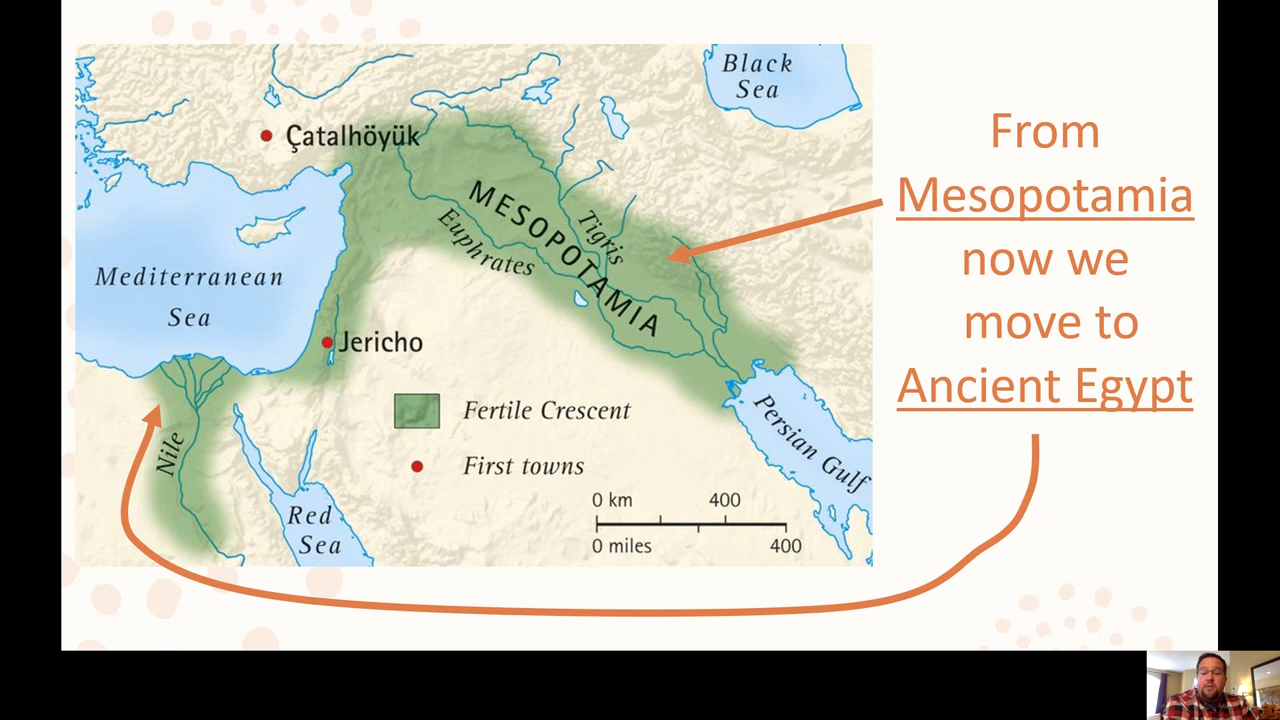 Black
Sea
Çatalhöyük
MESOPOTAMIA
Tigris
Euphrates
Mediterranean
Sea
Jericho
Fertile Crescent
First towns
Nile
Red
Sea
Persian Gulf
0 km 400
0 miles 400
From
Mesopotamia
now we
move to
Ancient Egypt